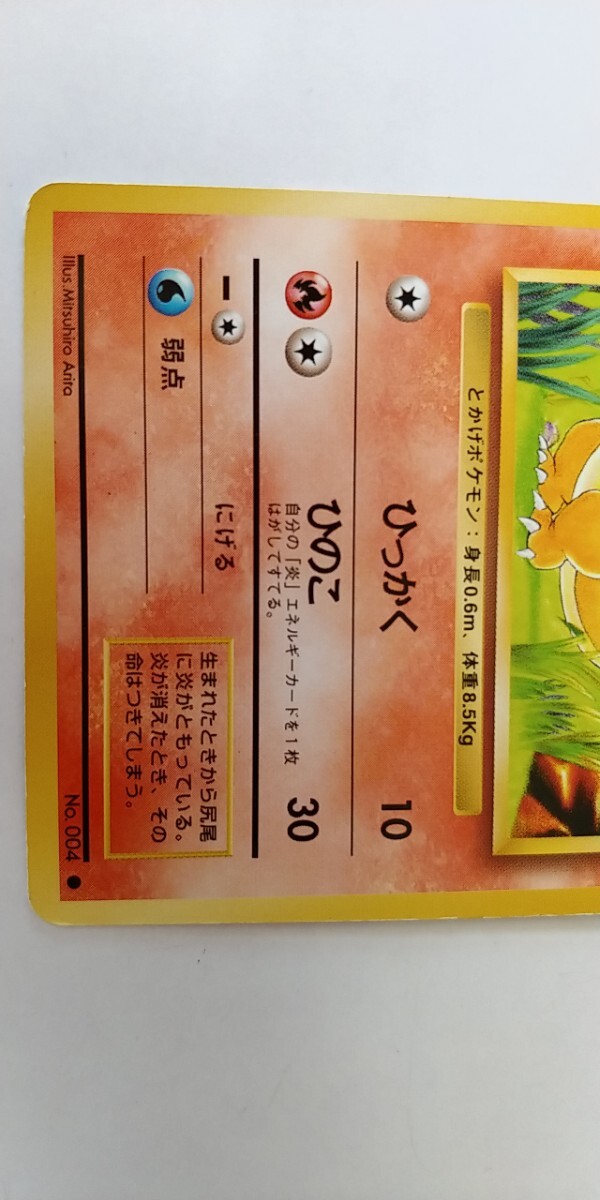 とかげポケモン：身長0.6m、体重8.5Kg
ひっかく 10
ひのこ 30
自分の「炎」エネルギーカードを1枚
はがしてすてる。
にげる
弱点
生まれたときから尻尾
に炎がともっている。
炎が消えたとき、その
命はつきてしまう。
Illus. Mitsuhiro Arita
No. 004